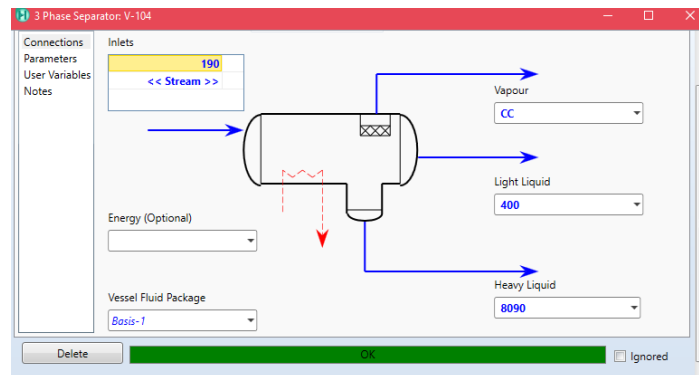 3 Phase Separator: V-104
Connections
Parameters
User Variables
Notes
Inlets
190
<< Stream >>
Energy (Optional)
Vessel Fluid Package
Basis-1
Vapour
CC
Light Liquid
400
Heavy Liquid
8090
Delete
OK
Ignored